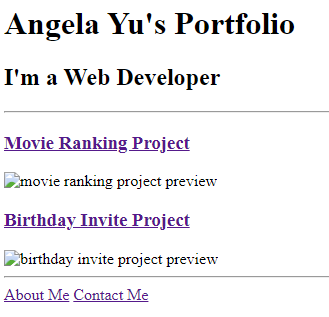 Angela Yu's Portfolio
I'm a Web Developer
Movie Ranking Project
movie ranking project preview
Birthday Invite Project
birthday invite project preview
About Me Contact Me